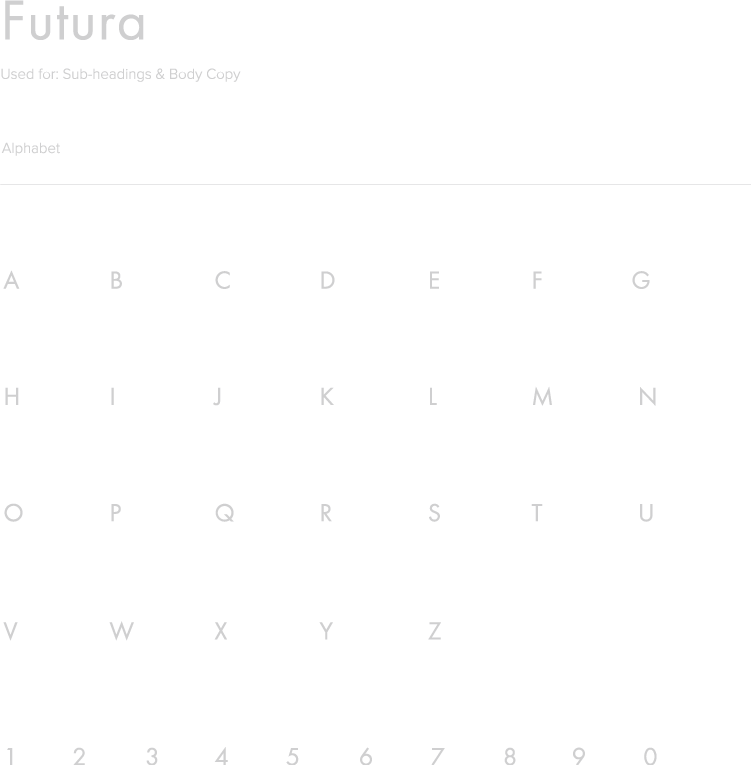 Futura
Used for: Sub-headings & Body Copy
Alphabet
A B C D E F G
H I J K L M N
O P Q R S T U
V W X Y Z
1 2 3 4 5 6 7 8 9 0